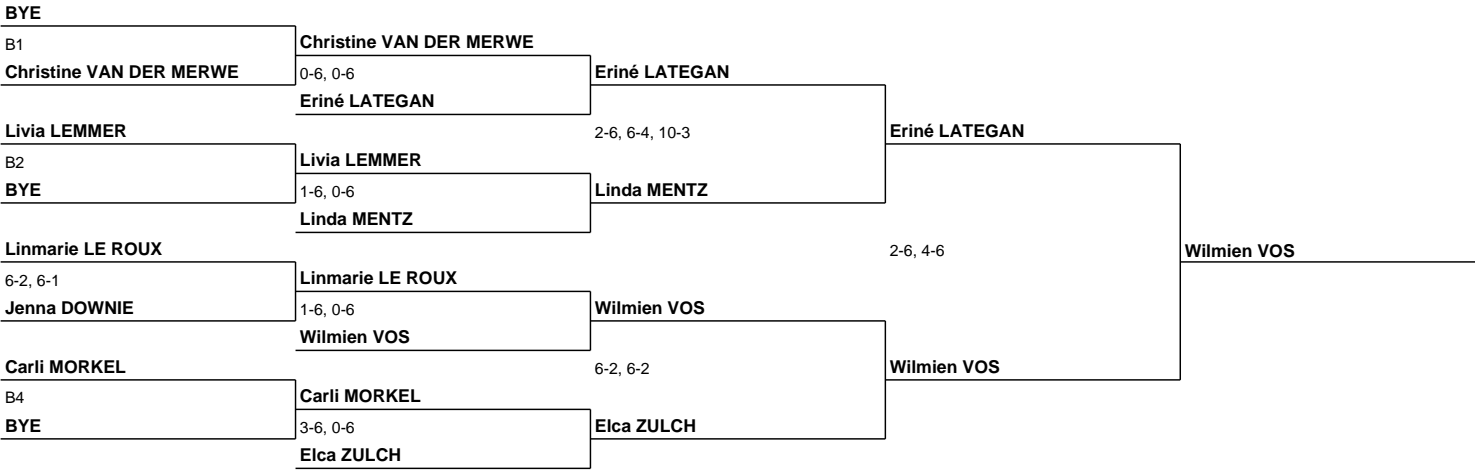 BYE
B1
Christine VAN DER MERWE
Christine VAN DER MERWE
0-6, 0-6
Eriné LATEGAN
Eriné LATEGAN
Livia LEMMER
2-6, 6-4, 10-3
Eriné LATEGAN
B2
Livia LEMMER
BYE
1-6, 0-6
Linda MENTZ
Linda MENTZ
Linmarie LE ROUX
2-6, 4-6
Wilmien VOS
6-2, 6-1
Linmarie LE ROUX
Jenna DOWNIE
1-6, 0-6
Wilmien VOS
Wilmien VOS
Carli MORKEL
6-2, 6-2
Wilmien VOS
B4
Carli MORKEL
BYE
3-6, 0-6
Elca ZULCH
Elca ZULCH